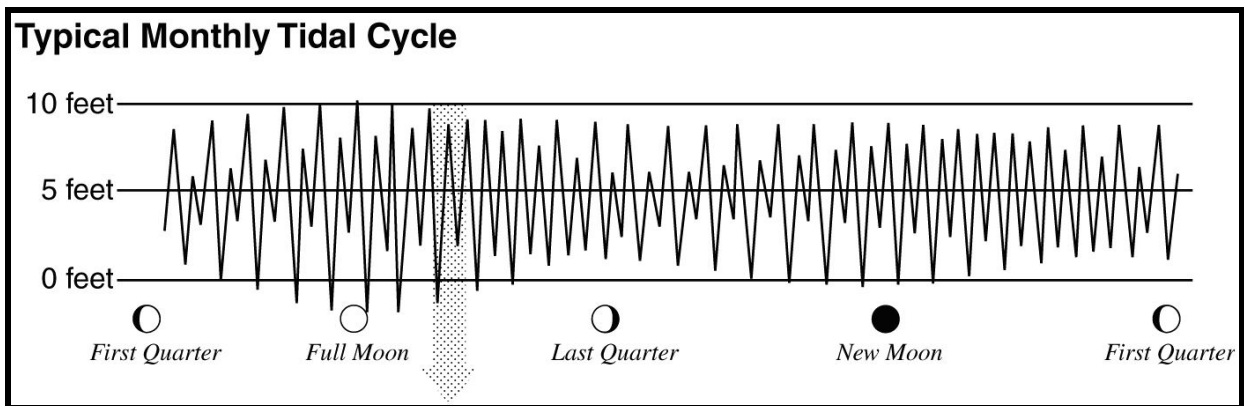 Typical Monthly Tidal Cycle
10 feet
5 feet
0 feet
First Quarter Full Moon Last Quarter New Moon First Quarter